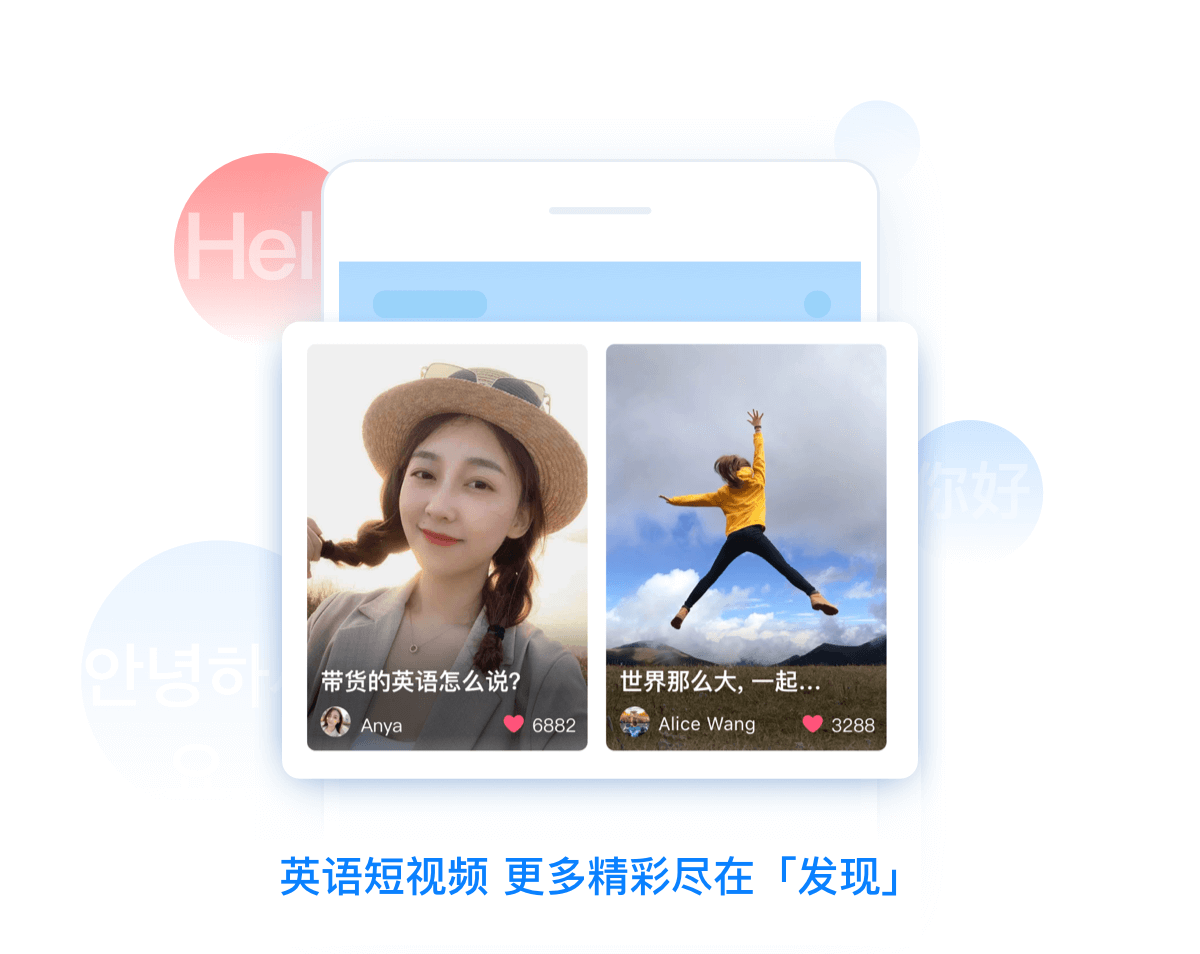 Hel
你好
안녕하
요
带货的英语怎么说?
Anya
6882
世界那么大, 一起...
Alice Wang
3288
英语短视频 更多精彩尽在「发现」